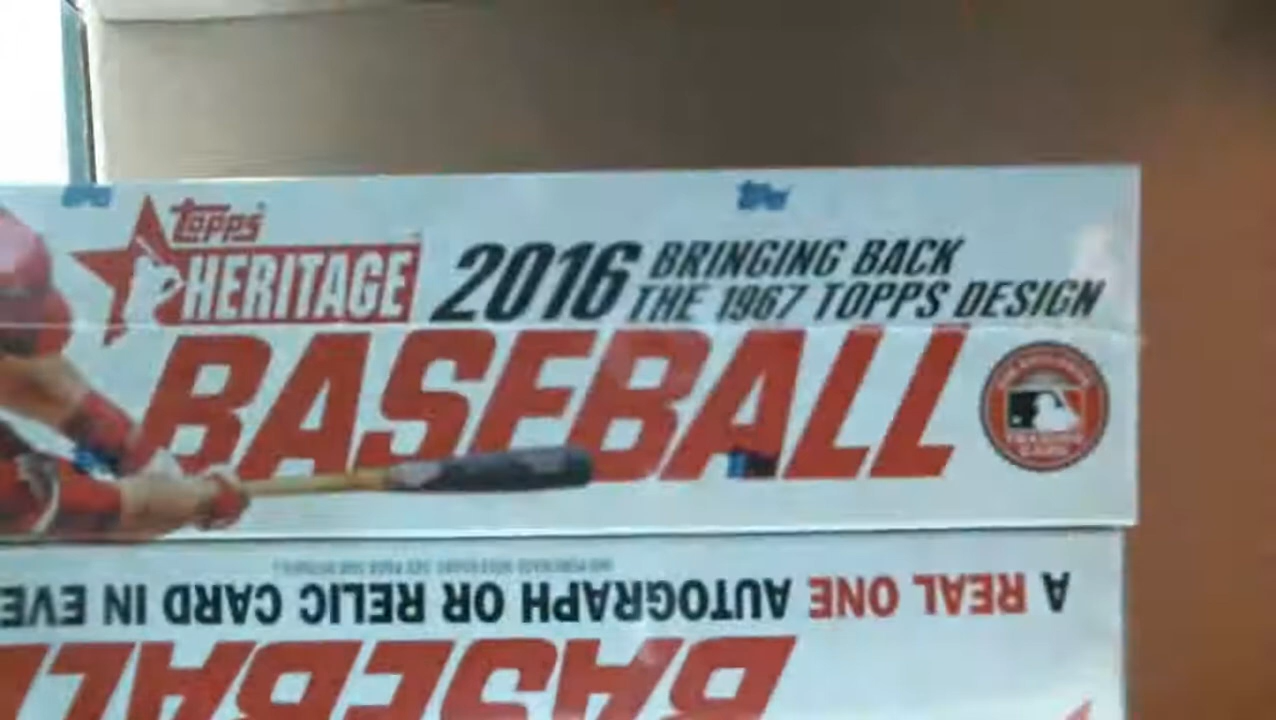 topps
topps
TOPPS
HERITAGE
2016 BRINGING BACK
THE 1967 TOPPS DESIGN
BASEBALL
A REAL ONE AUTOGRAPH OR RELIC CARD IN EVE
BASEBALL